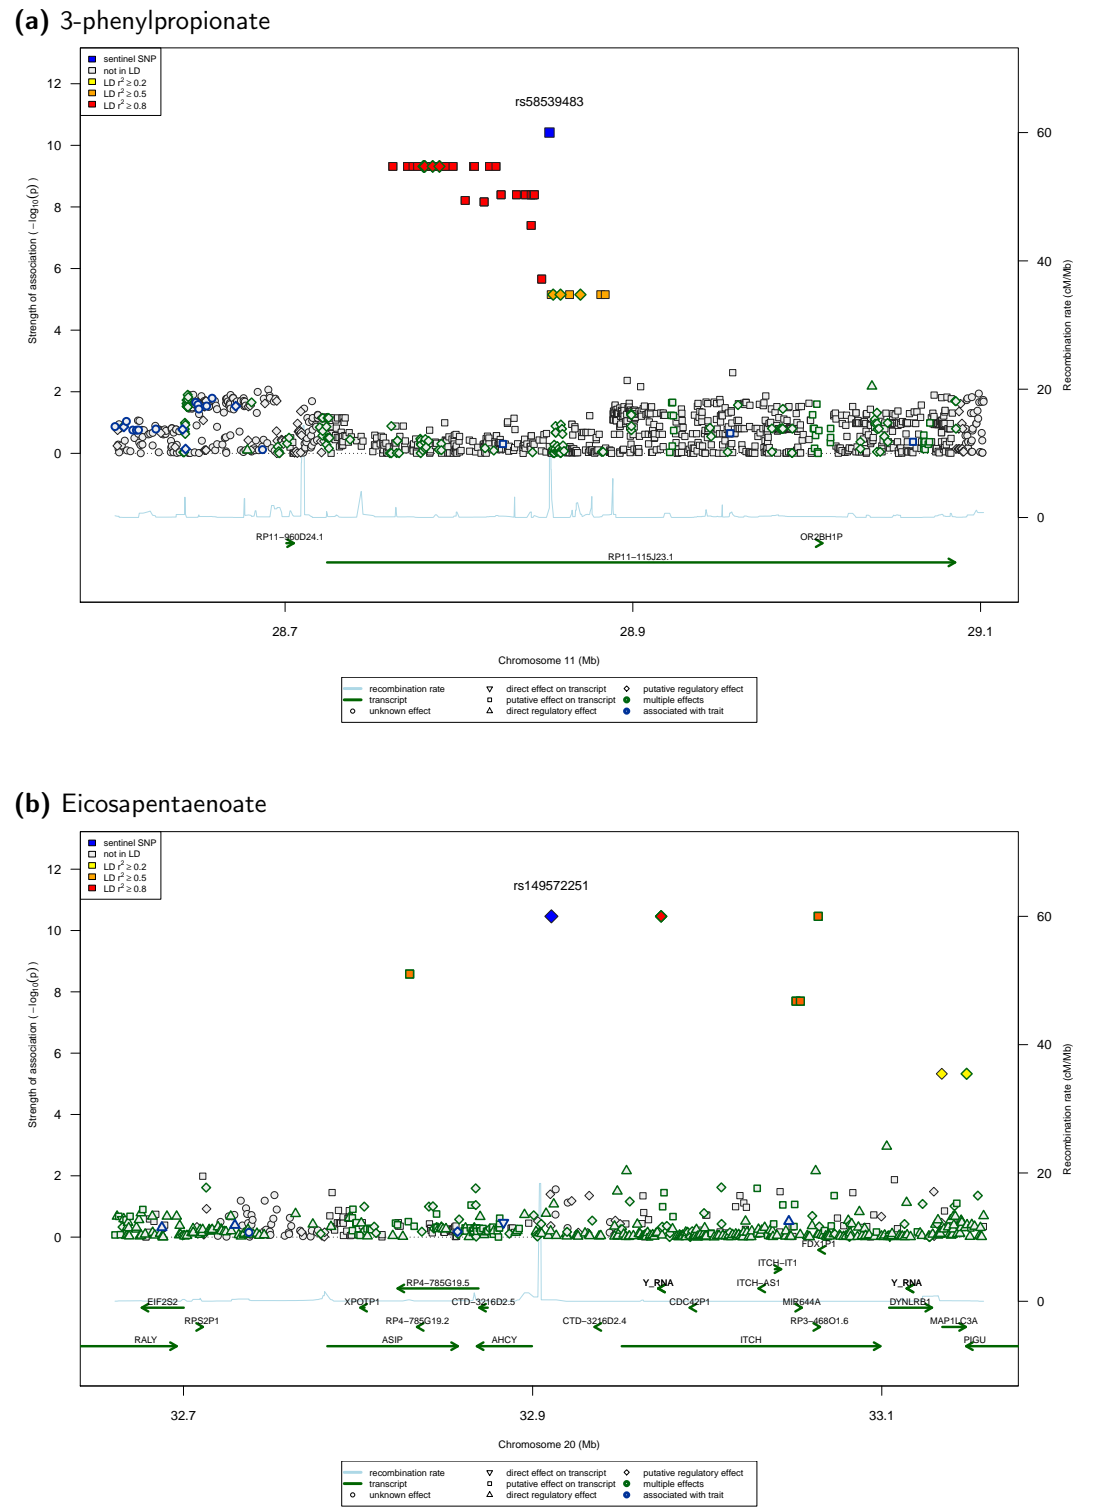 (a) 3-phenylpropionate
sentinel SNP
not in LD
LD r² ≥ 0.2
LD r² ≥ 0.5
LD r² ≥ 0.8
rs58539483
12
10
8
6
4
2
0
Strength of association (−log₁₀(p))
60
40
20
0
Recombination rate (cM/Mb)
RP11−960D24.1
OR2BH1P
RP11−115J23.1
28.7
28.9
29.1
Chromosome 11 (Mb)
recombination rate
direct effect on transcript
putative regulatory effect
transcript
putative effect on transcript
multiple effects
unknown effect
direct regulatory effect
associated with trait
(b) Eicosapentaenoate
sentinel SNP
not in LD
LD r² ≥ 0.2
LD r² ≥ 0.5
LD r² ≥ 0.8
rs149572251
12
10
8
6
4
2
0
Strength of association (−log₁₀(p))
60
40
20
0
Recombination rate (cM/Mb)
FDX1P1
ITCH−IT1
RP4−785G19.5
Y_RNA
ITCH−AS1
Y_RNA
EIF2S2
XPOTP1
CTD−3216D2.5
CDC42P1
MIR644A
DYNLRB1
RPS2P1
RP4−785G19.2
CTD−3216D2.4
RP3−468O1.6
MAP1LC3A
RALY
ASIP
AHCY
ITCH
PIGU
32.7
32.9
33.1
Chromosome 20 (Mb)
recombination rate
direct effect on transcript
putative regulatory effect
transcript
putative effect on transcript
multiple effects
unknown effect
direct regulatory effect
associated with trait